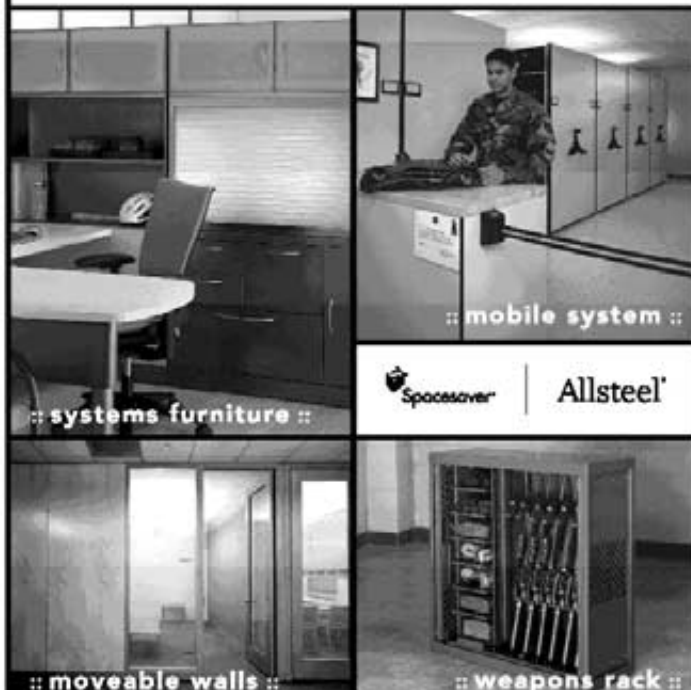 :: systems furniture ::
:: mobile system ::
Spacesaver
Allsteel
:: moveable walls ::
:: weapons rack ::